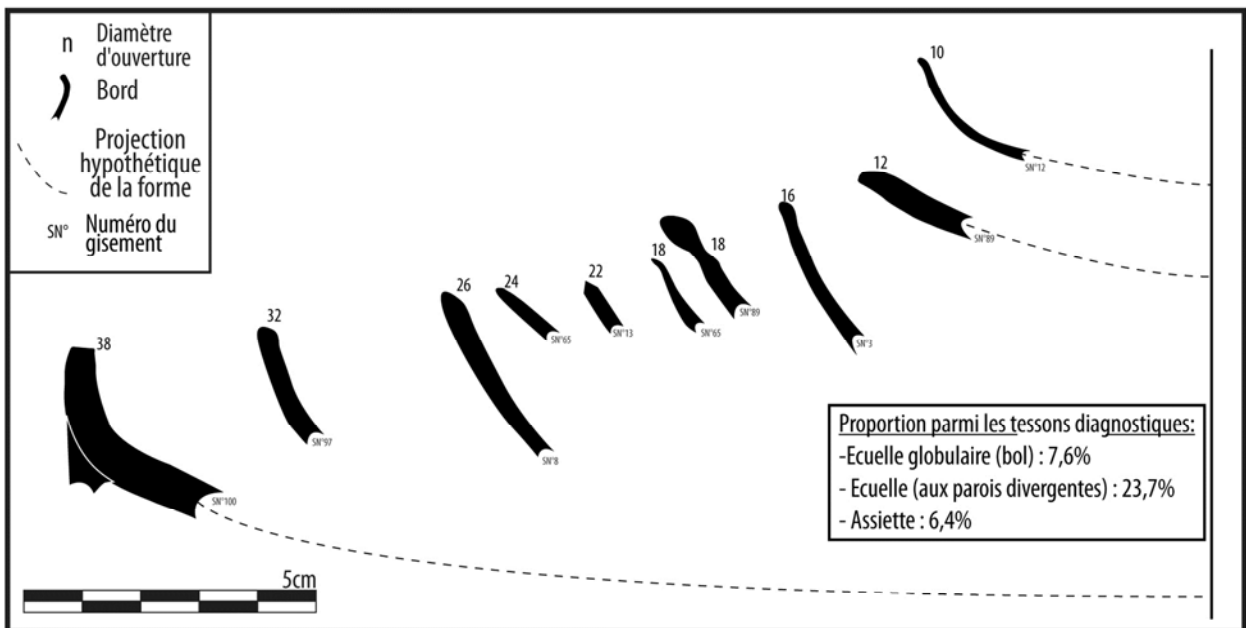 n
Diamètre
d'ouverture
Bord
Projection
hypothétique
de la forme
SN° Numéro du
gisement
10
SN°12
12
SN°89
16
SN°3
18
SN°89
18
SN°65
22
SN°13
24
SN°65
26
SN°8
32
SN°97
38
SN°100
Proportion parmi les tessons diagnostiques:
-Ecuelle globulaire (bol) : 7,6%
- Ecuelle (aux parois divergentes) : 23,7%
- Assiette : 6,4%
5cm